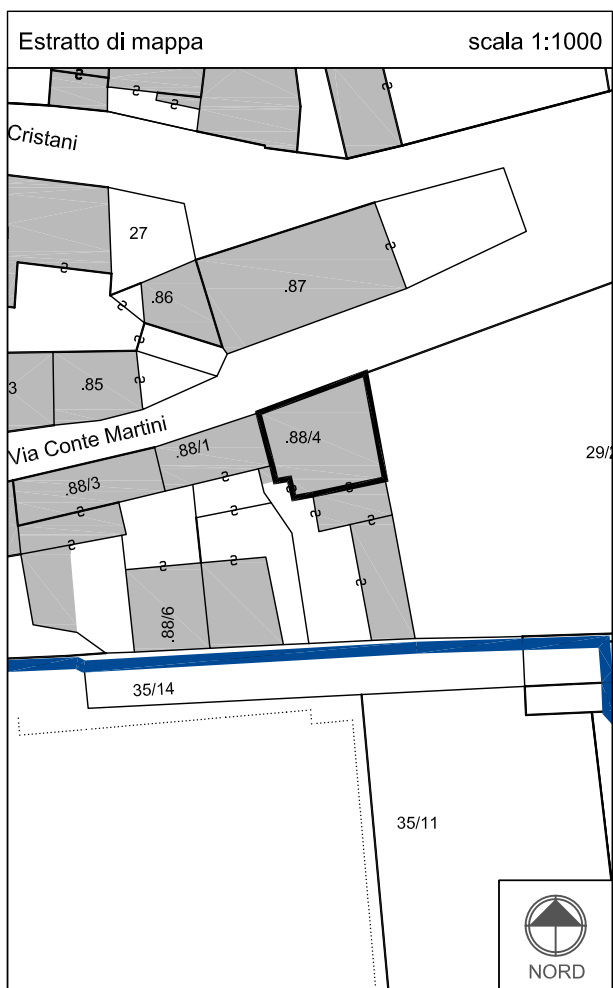 Estratto di mappa
scala 1:1000
Cristani
27
.86
.87
3
.85
Via Conte Martini
.88/1
.88/4
.88/3
29/2
.88/6
35/14
35/11
NORD